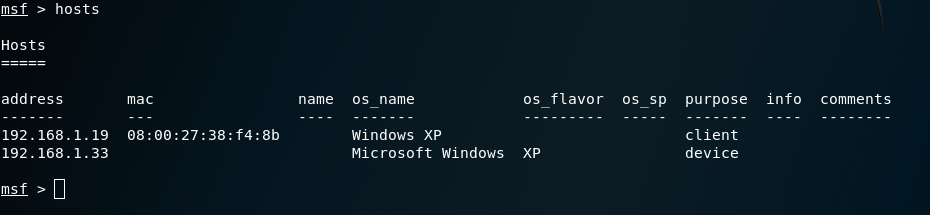 msf > hosts
Hosts
=====
address       mac                name  os_name            os_flavor  os_sp  purpose  info  comments
-------       ---                ----  -------            ---------  -----  -------  ----  --------
192.168.1.19  08:00:27:38:f4:8b        Windows XP                           client
192.168.1.33                           Microsoft Windows  XP                device
msf >